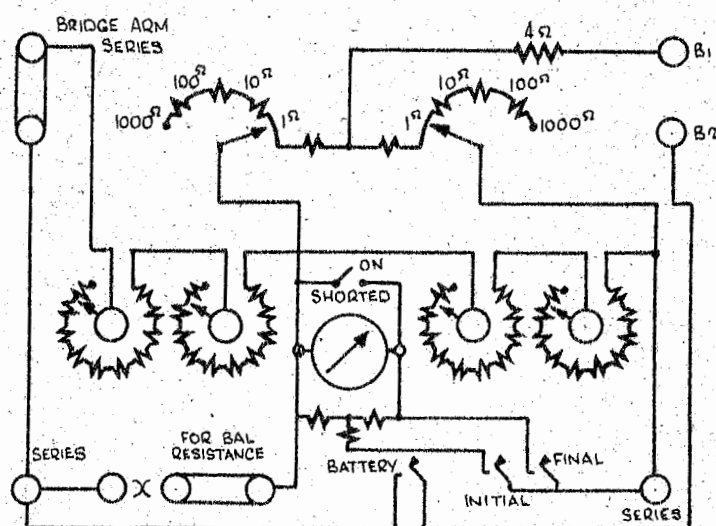 BRIDGE ARM
SERIES
4Ω
B1
B2
1000Ω
100Ω
10Ω
1Ω
1Ω
10Ω
100Ω
1000Ω
ON
SHORTED
SERIES
FOR BAL
RESISTANCE
X
BATTERY
INITIAL
FINAL
SERIES